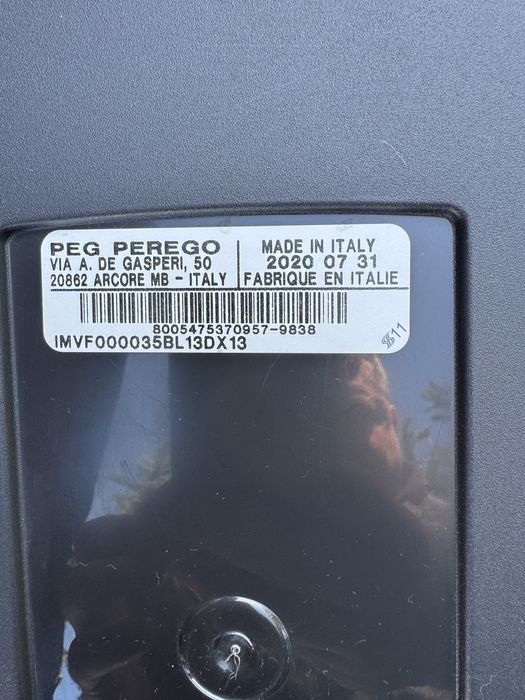 PEG PEREGO
VIA A. DE GASPERI, 50
20862 ARCORE MB - ITALY
MADE IN ITALY
2020 07 31
FABRIQUE EN ITALIE
8005475370957-9838
IMVF000035BL13DX13
11